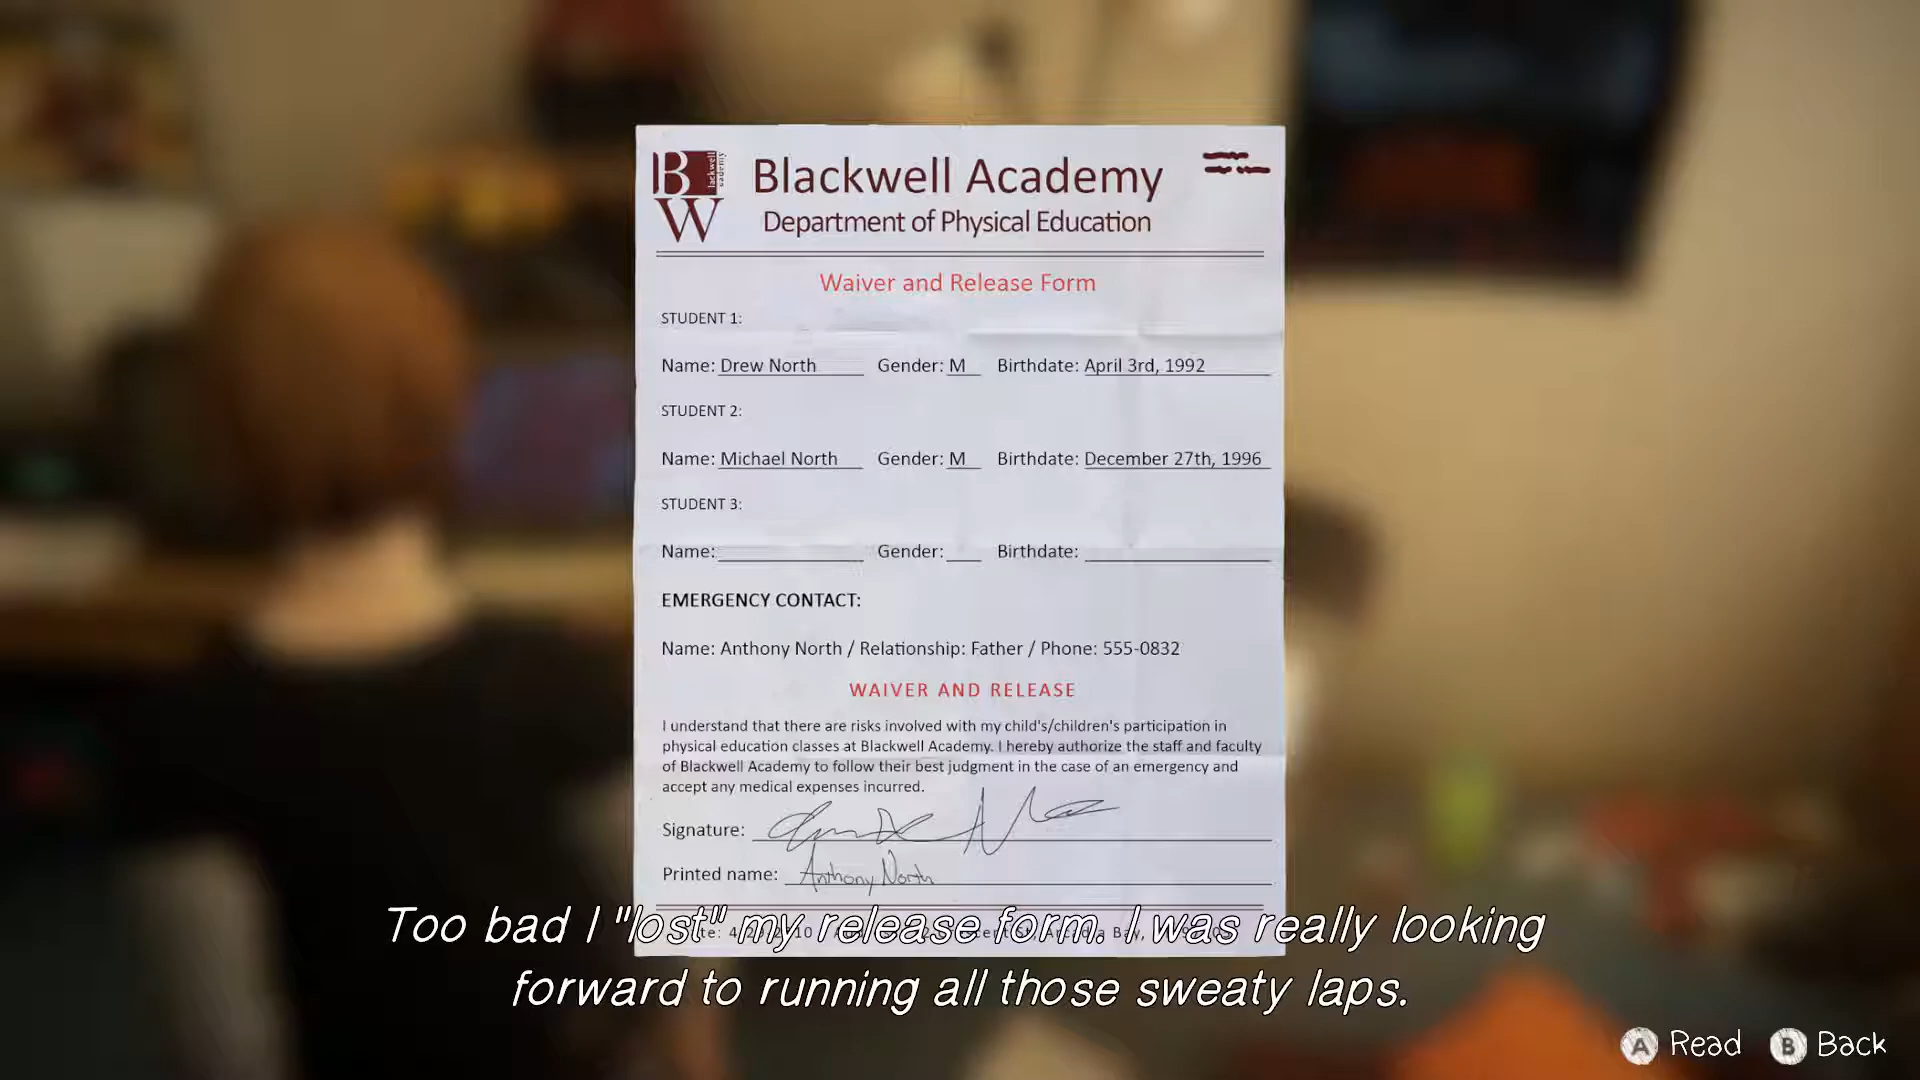 B lackwell cademy
W
Blackwell Academy
Department of Physical Education
Waiver and Release Form
STUDENT 1:
Name: Drew North Gender: M Birthdate: April 3rd, 1992
STUDENT 2:
Name: Michael North Gender: M Birthdate: December 27th, 1996
STUDENT 3:
Name: Gender: Birthdate:
EMERGENCY CONTACT:
Name: Anthony North / Relationship: Father / Phone: 555-0832
WAIVER AND RELEASE
I understand that there are risks involved with my child's/children's participation in
physical education classes at Blackwell Academy. I hereby authorize the staff and faculty
of Blackwell Academy to follow their best judgment in the case of an emergency and
accept any medical expenses incurred.
Signature:
Printed name: Anthony North
Too bad I "lost" my release form. I was really looking
forward to running all those sweaty laps.
A Read B Back